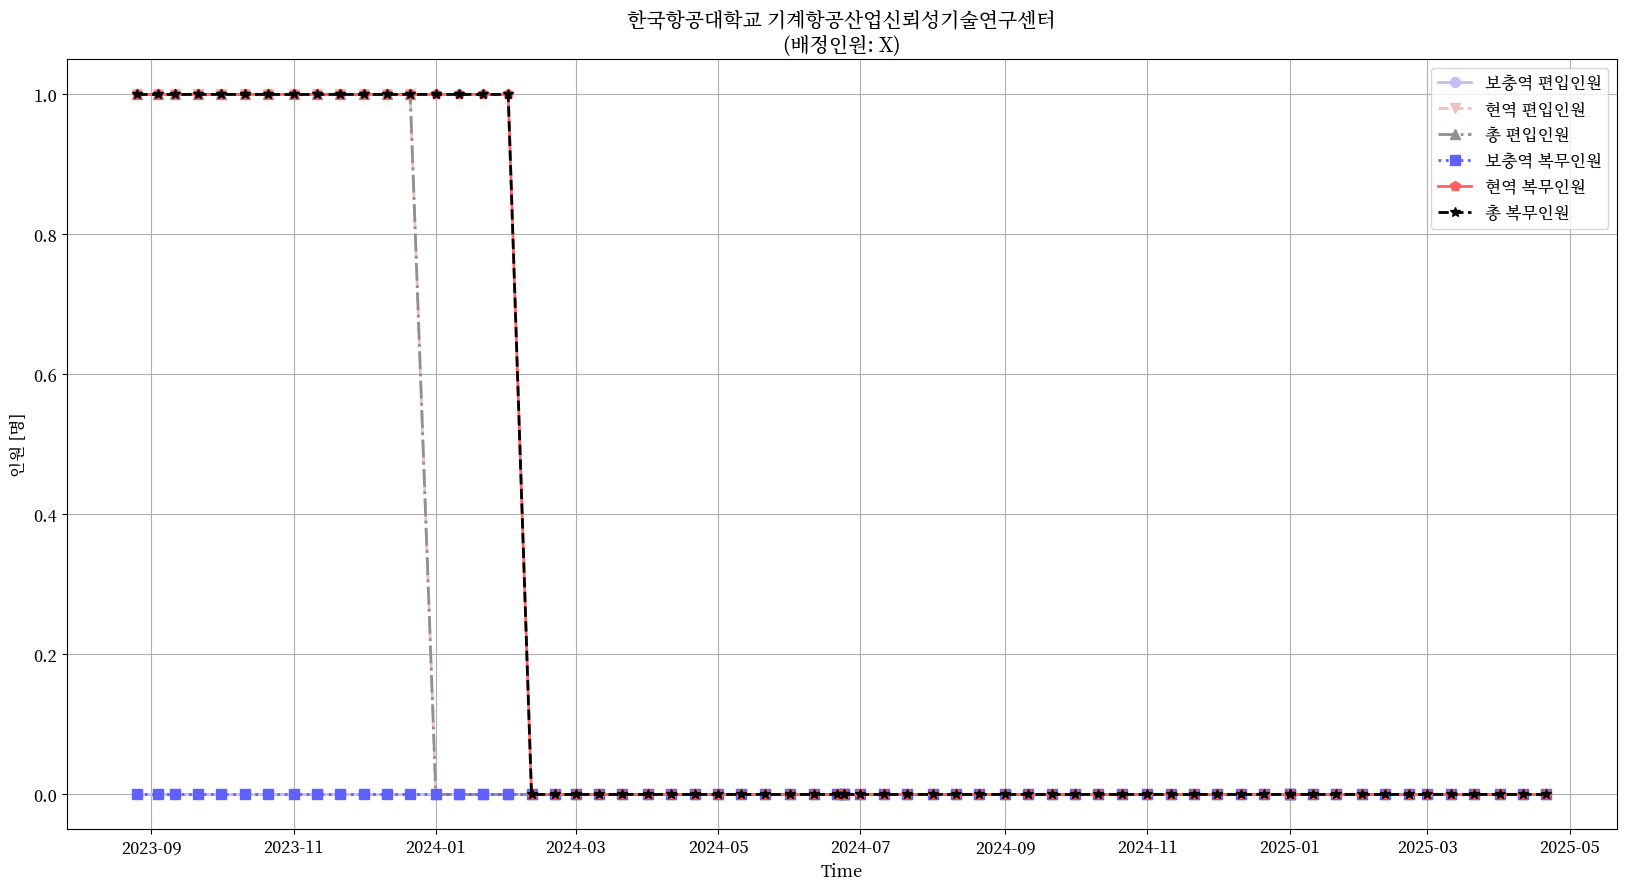 한국항공대학교 기계항공산업신뢰성기술연구센터
(배정인원: X)
보충역 편입인원
현역 편입인원
총 편입인원
보충역 복무인원
현역 복무인원
총 복무인원
인원 [명]
1.0
0.8
0.6
0.4
0.2
0.0
2023-09
2023-11
2024-01
2024-03
2024-05
2024-07
2024-09
2024-11
2025-01
2025-03
2025-05
Time